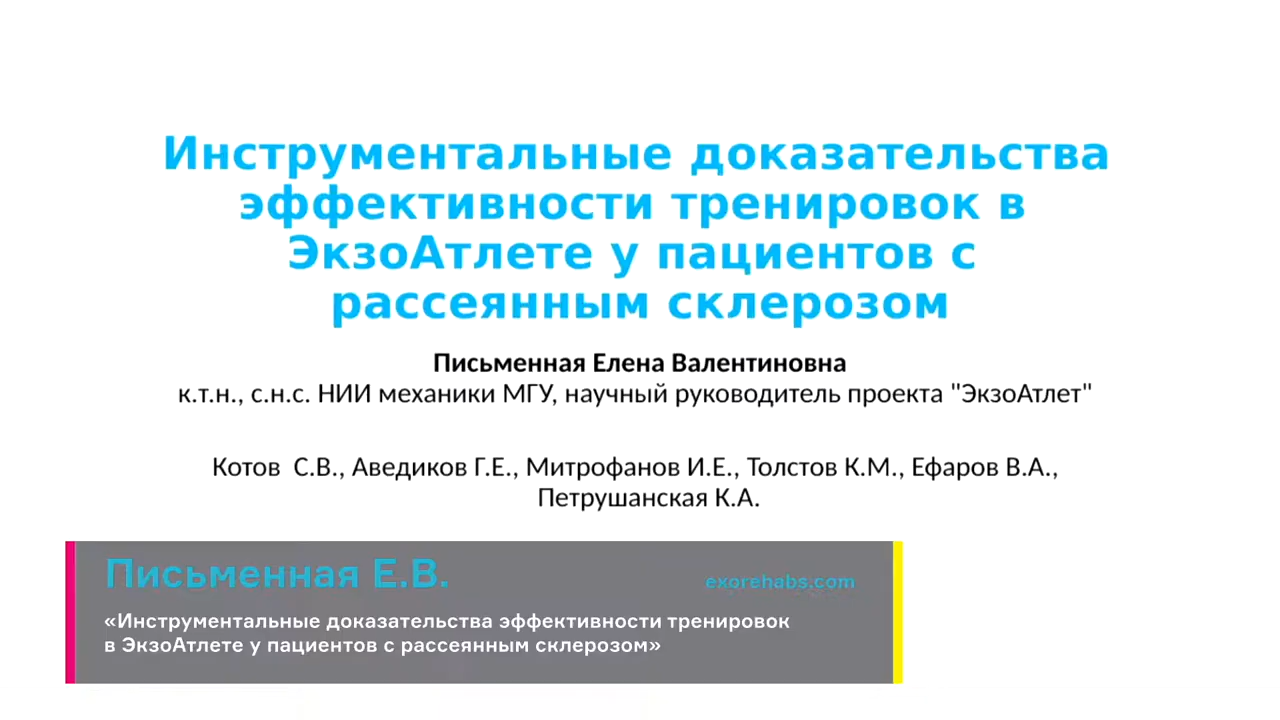 Инструментальные доказательства
эффективности тренировок в
ЭкзоАтлете у пациентов с
рассеянным склерозом
Письменная Елена Валентиновна
к.т.н., с.н.с. НИИ механики МГУ, научный руководитель проекта "ЭкзоАтлет"
Котов  С.В., Аведиков Г.Е., Митрофанов И.Е., Толстов К.М., Ефаров В.А.,
Петрушанская К.А.
Письменная Е.В.
exorehabs.com
«Инструментальные доказательства эффективности тренировок
в ЭкзоАтлете у пациентов с рассеянным склерозом»